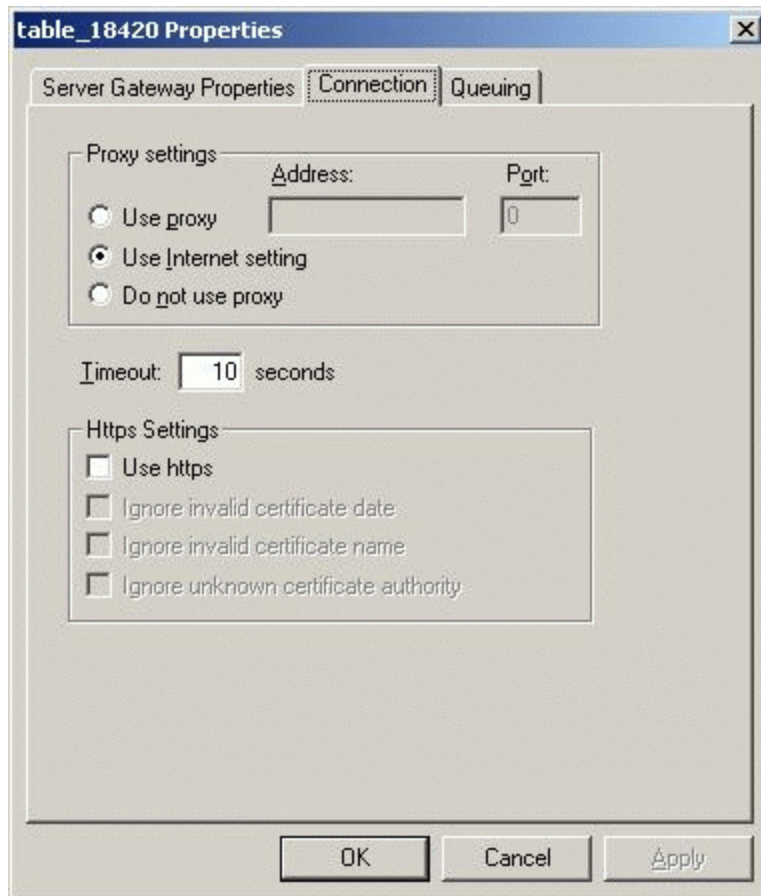 table_18420 Properties
Server Gateway Properties
Connection
Queuing
Proxy settings
Address:
Port:
Use proxy
0
Use Internet setting
Do not use proxy
Timeout: 10 seconds
Https Settings
Use https
Ignore invalid certificate date
Ignore invalid certificate name
Ignore unknown certificate authority
OK
Cancel
Apply